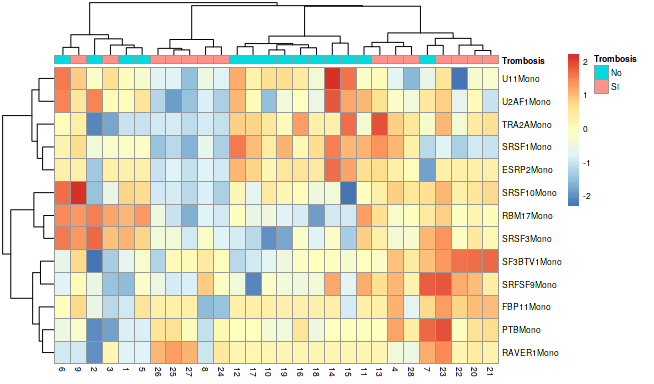 Trombosis
Trombosis
No
SI
2
1
0
-1
-2
U11Mono
U2AF1Mono
TRA2AMono
SRSF1Mono
ESRP2Mono
SRSF10Mono
RBM17Mono
SRSF3Mono
SF3BTV1Mono
SRFSF9Mono
FBP11Mono
PTBMono
RAVER1Mono
6 9 2 3 1 5 26 25 27 8 24 12 17 10 19 16 18 14 15 11 13 4 28 7 23 22 20 21